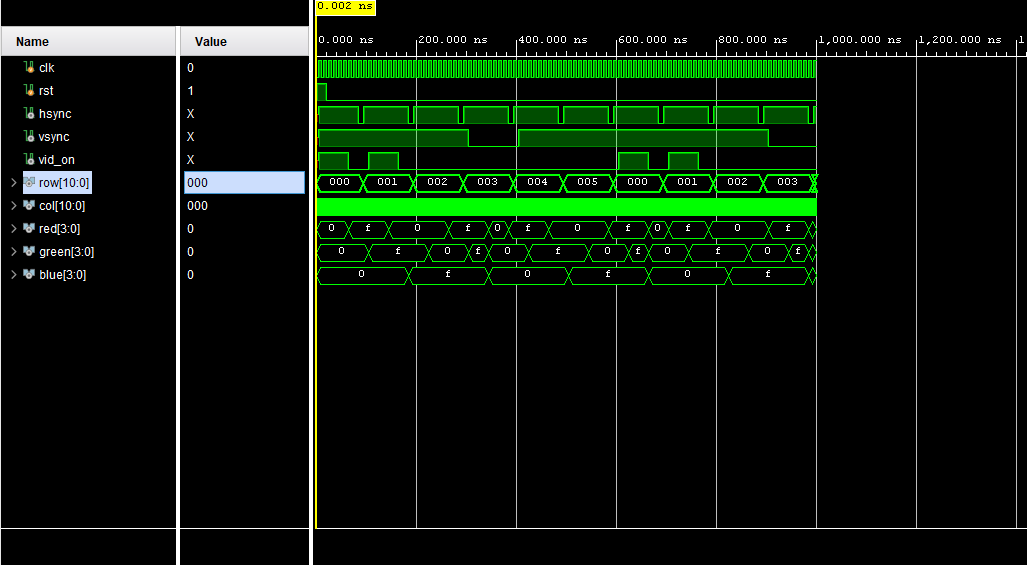 0.002 ns
Name Value
0.000 ns 200.000 ns 400.000 ns 600.000 ns 800.000 ns 1,000.000 ns 1,200.000 ns 1
clk 0
rst 1
hsync X
vsync X
vid_on X
row[10:0] 000 000 001 002 003 004 005 000 001 002 003
col[10:0] 000
red[3:0] 0 0 f 0 f 0 f 0 f 0 f 0 f
green[3:0] 0 0 f 0 f 0 f 0 f 0 f 0 f
blue[3:0] 0 0 f 0 f 0 f